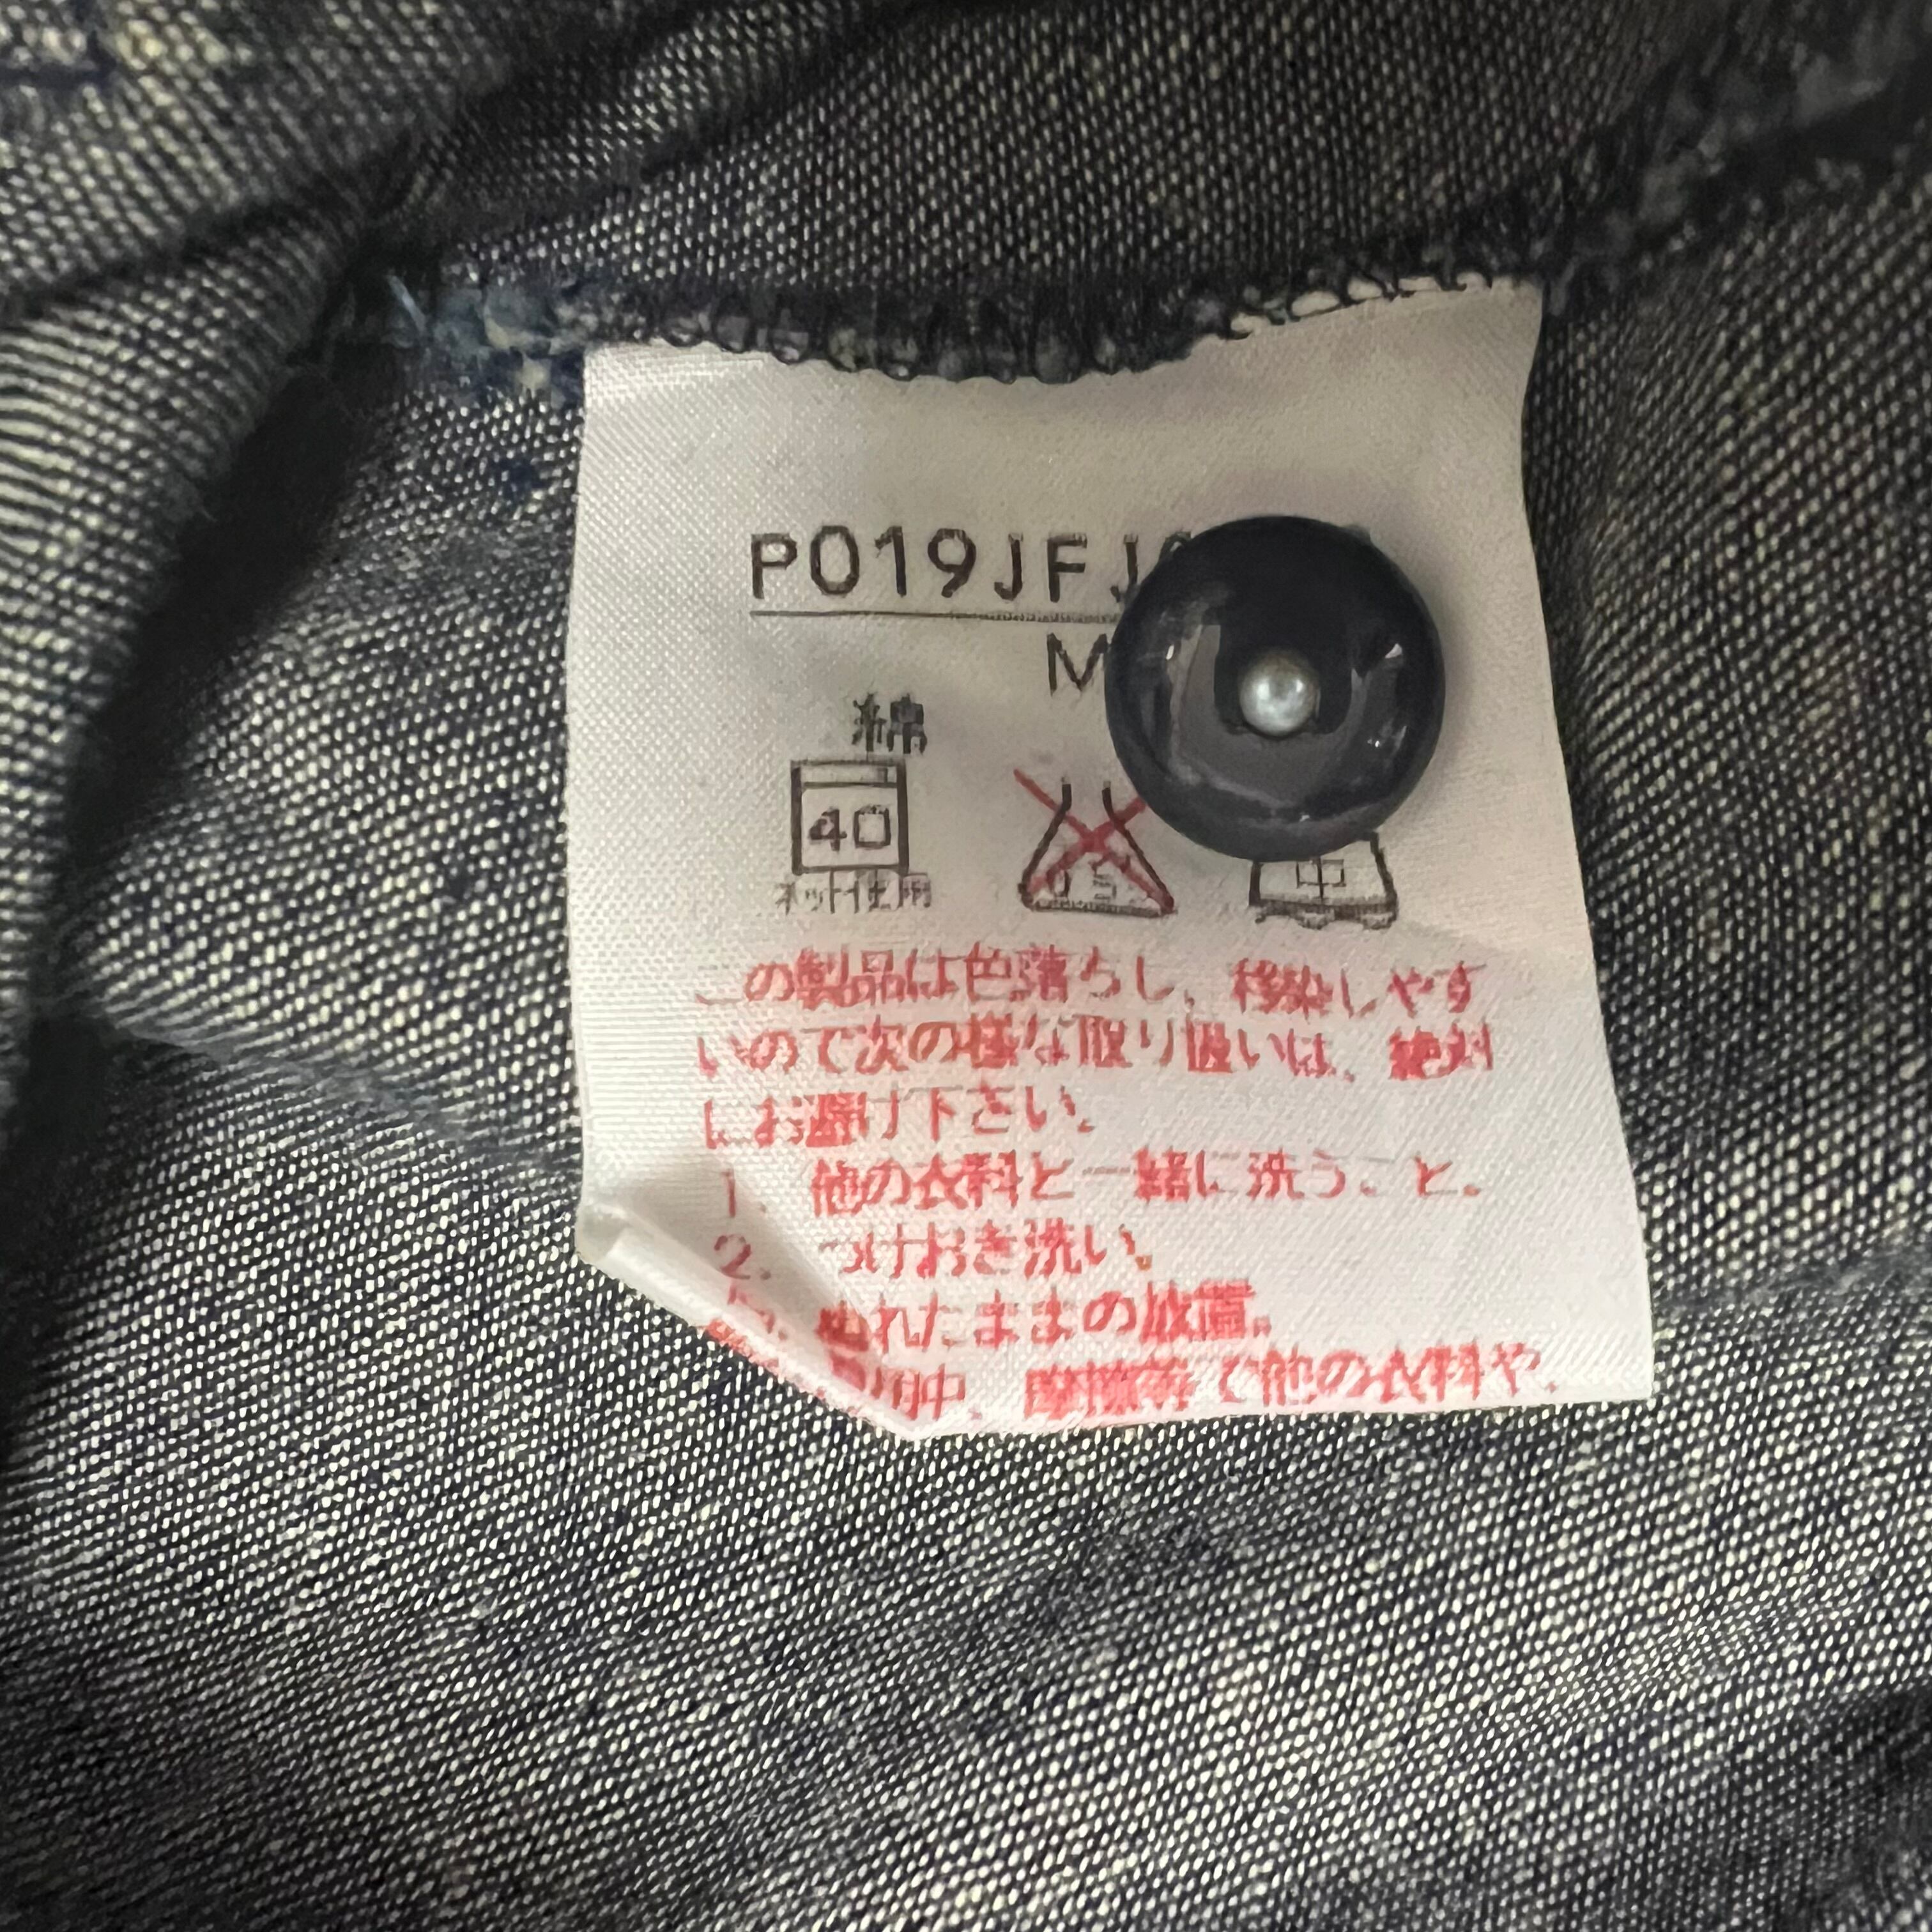 P019JFJ
M
綿
40
ネット使用
中
この製品は色落ちし、移染しやす
いので次の様な取り扱いは、絶対
にお避け下さい。
1. 他の衣料と一緒に洗うこと。
2. つけおき洗い。
ぬれたままの放置。
用中、摩擦等で他の衣料や、